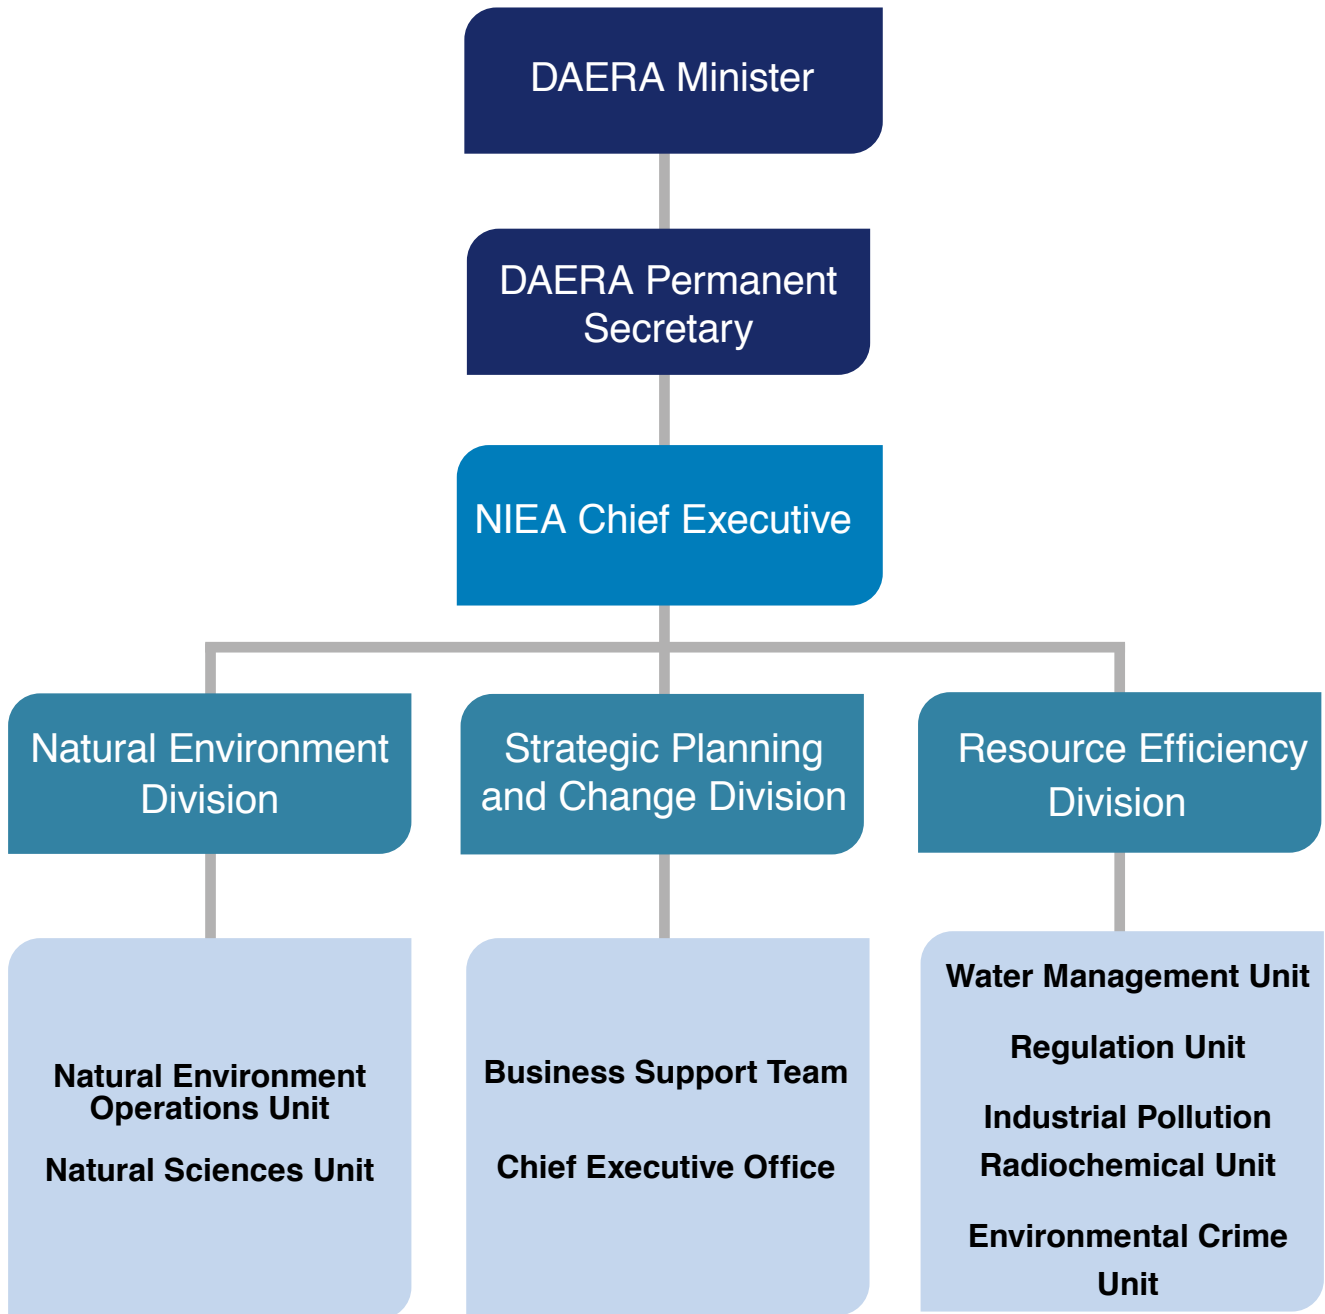 DAERA Minister
DAERA Permanent
Secretary
NIEA Chief Executive
Natural Environment
Division
Strategic Planning
and Change Division
Resource Efficiency
Division
Natural Environment
Operations Unit
Natural Sciences Unit
Business Support Team
Chief Executive Office
Water Management Unit
Regulation Unit
Industrial Pollution
Radiochemical Unit
Environmental Crime
Unit